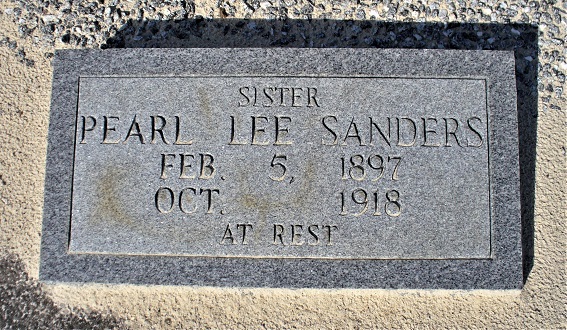 SISTER
PEARL LEE SANDERS
FEB. 5, 1897
OCT. 1918
AT REST